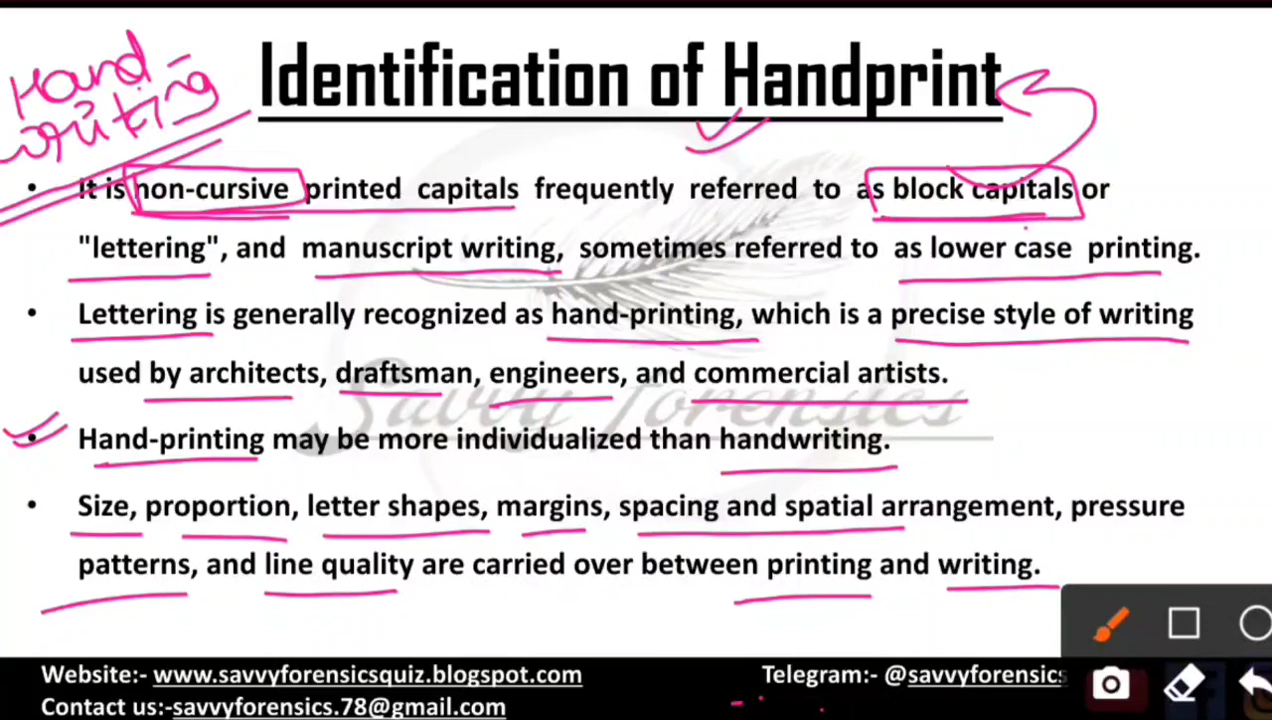 Hand-
writing
Identification of Handprint
• It is non-cursive printed capitals frequently referred to as block capitals or
"lettering", and manuscript writing, sometimes referred to as lower case printing.
• Lettering is generally recognized as hand-printing, which is a precise style of writing
used by architects, draftsman, engineers, and commercial artists.
• Hand-printing may be more individualized than handwriting.
• Size, proportion, letter shapes, margins, spacing and spatial arrangement, pressure
patterns, and line quality are carried over between printing and writing.
Savvy Forensics
Website:- www.savvyforensicsquiz.blogspot.com
Telegram:- @savvyforensics
Contact us:-savvyforensics.78@gmail.com